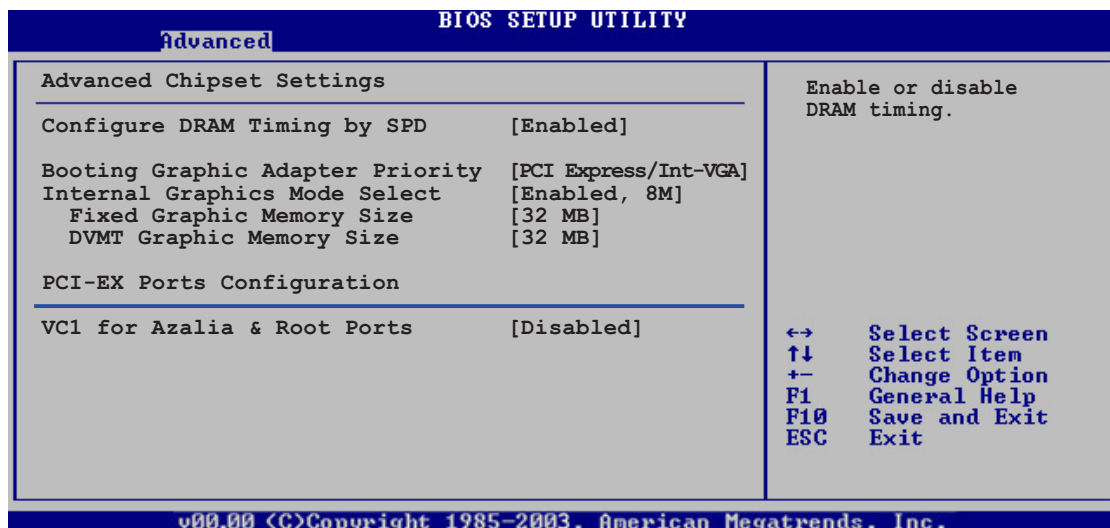 BIOS SETUP UTILITY
Advanced
Advanced Chipset Settings
Configure DRAM Timing by SPD [Enabled]
Booting Graphic Adapter Priority [PCI Express/Int-VGA]
Internal Graphics Mode Select [Enabled, 8M]
Fixed Graphic Memory Size [32 MB]
DVMT Graphic Memory Size [32 MB]
PCI-EX Ports Configuration
VC1 for Azalia & Root Ports [Disabled]
Enable or disable
DRAM timing.
←→ Select Screen
↑↓ Select Item
+- Change Option
F1 General Help
F10 Save and Exit
ESC Exit
v00.00 (C)Copyright 1985-2003, American Megatrends, Inc.